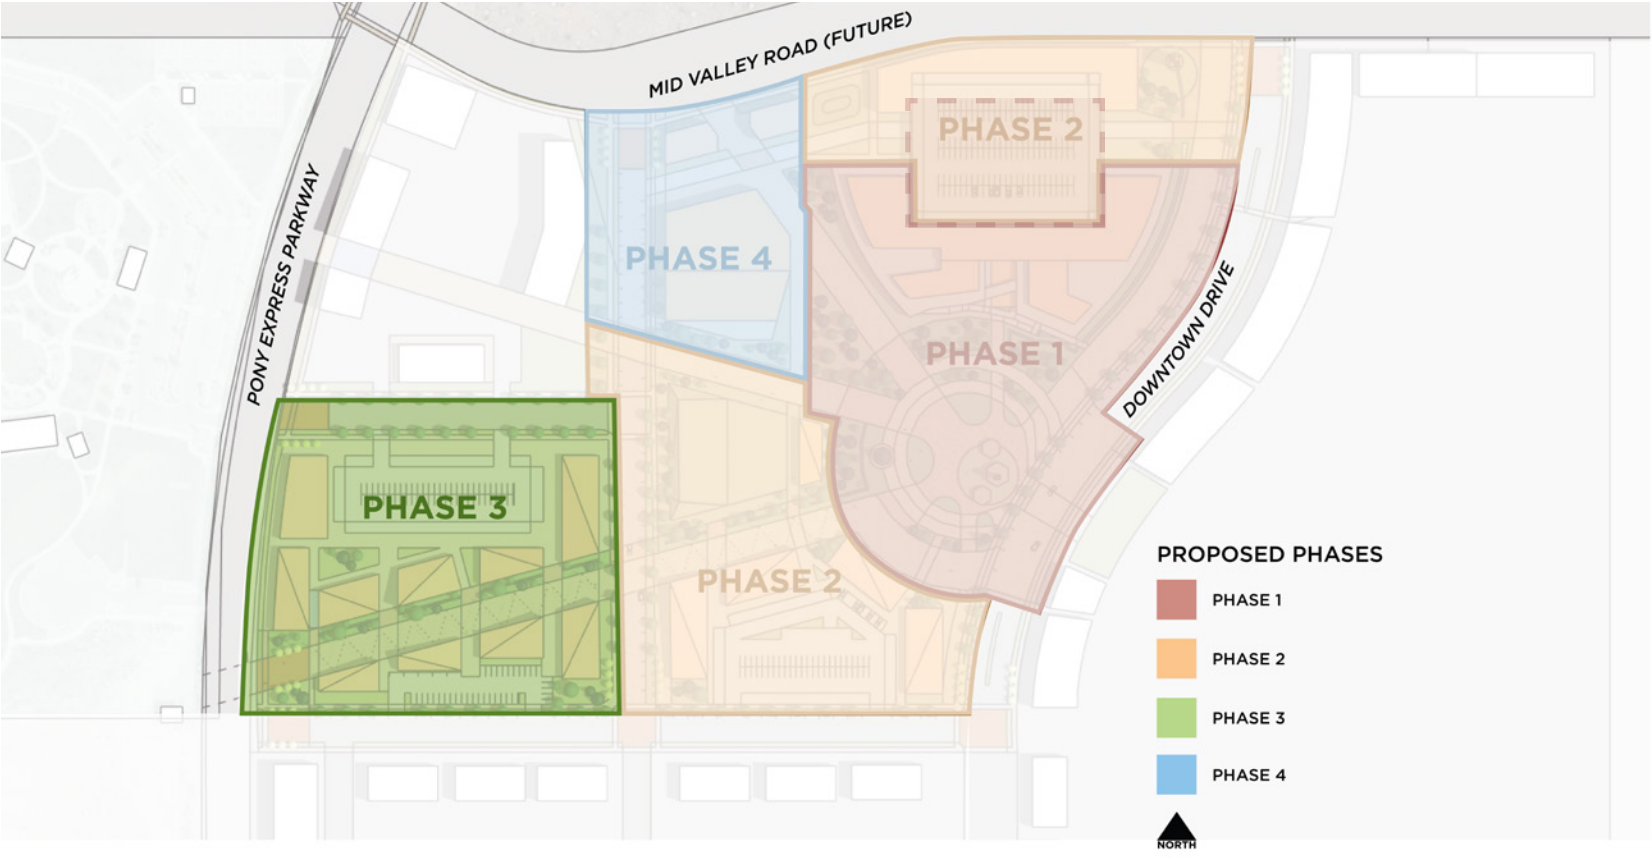 MID VALLEY ROAD (FUTURE)
PHASE 2
PONY EXPRESS PARKWAY
PHASE 4
DOWNTOWN DRIVE
PHASE 1
PHASE 3
PHASE 2
PROPOSED PHASES
PHASE 1
PHASE 2
PHASE 3
PHASE 4
NORTH